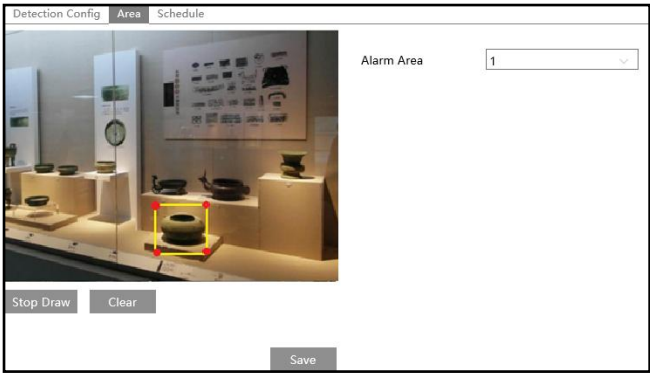 Detection Config Area Schedule
Alarm Area 1
Stop Draw Clear
Save